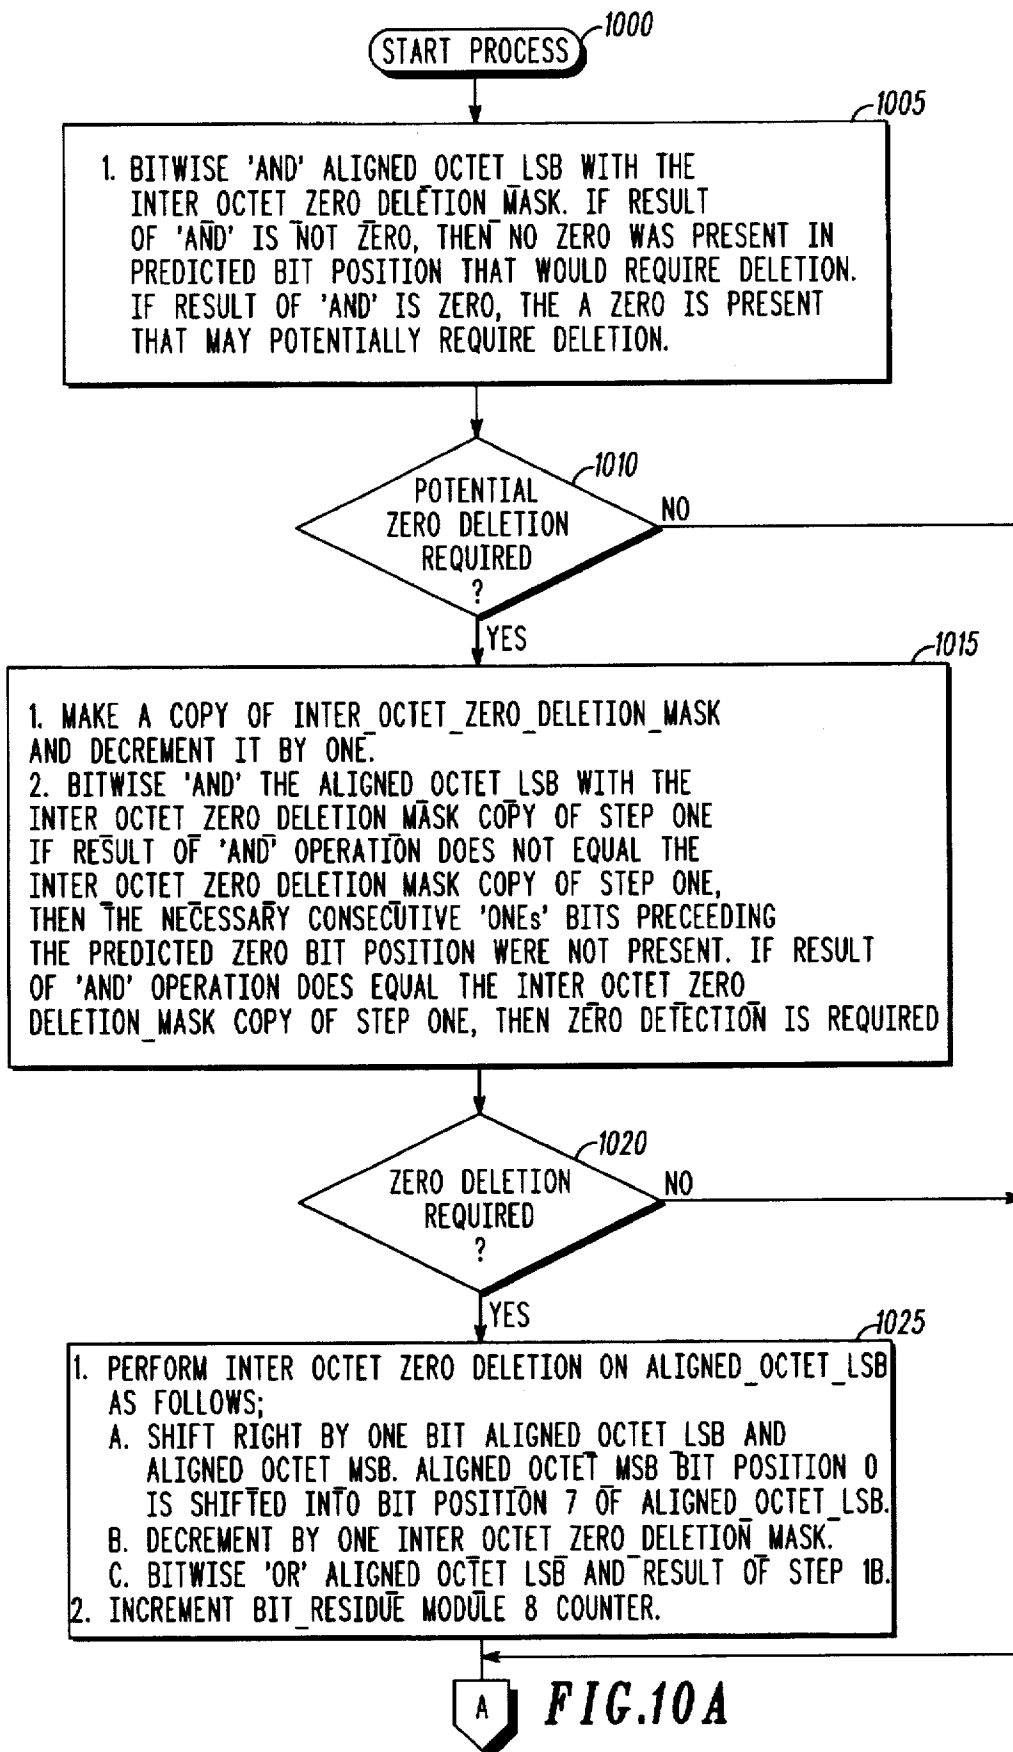 1000
START PROCESS
1005
1. BITWISE 'AND' ALIGNED_OCTET_LSB WITH THE
INTER_OCTET_ZERO_DELETION_MASK. IF RESULT
OF 'AND' IS NOT ZERO, THEN NO ZERO WAS PRESENT IN
PREDICTED BIT POSITION THAT WOULD REQUIRE DELETION.
IF RESULT OF 'AND' IS ZERO, THE A ZERO IS PRESENT
THAT MAY POTENTIALLY REQUIRE DELETION.
1010
POTENTIAL
ZERO DELETION
REQUIRED
?
NO
YES
1015
1. MAKE A COPY OF INTER_OCTET_ZERO_DELETION_MASK
AND DECREMENT IT BY ONE.
2. BITWISE 'AND' THE ALIGNED_OCTET_LSB WITH THE
INTER_OCTET_ZERO_DELETION_MASK COPY OF STEP ONE
IF RESULT OF 'AND' OPERATION DOES NOT EQUAL THE
INTER_OCTET_ZERO_DELETION_MASK COPY OF STEP ONE,
THEN THE NECESSARY CONSECUTIVE 'ONEs' BITS PRECEEDING
THE PREDICTED ZERO BIT POSITION WERE NOT PRESENT. IF RESULT
OF 'AND' OPERATION DOES EQUAL THE INTER_OCTET_ZERO_
DELETION_MASK COPY OF STEP ONE, THEN ZERO DETECTION IS REQUIRED
1020
ZERO DELETION
REQUIRED
?
NO
YES
1025
1. PERFORM INTER OCTET ZERO DELETION ON ALIGNED_OCTET_LSB
AS FOLLOWS;
A. SHIFT RIGHT BY ONE BIT ALIGNED_OCTET_LSB AND
ALIGNED_OCTET_MSB. ALIGNED_OCTET_MSB BIT POSITION 0
IS SHIFTED INTO BIT POSITION 7 OF ALIGNED_OCTET_LSB.
B. DECREMENT BY ONE INTER_OCTET_ZERO_DELETION_MASK.
C. BITWISE 'OR' ALIGNED_OCTET_LSB AND RESULT OF STEP 1B.
2. INCREMENT BIT_RESIDUE MODULE 8 COUNTER.
A
FIG.10A